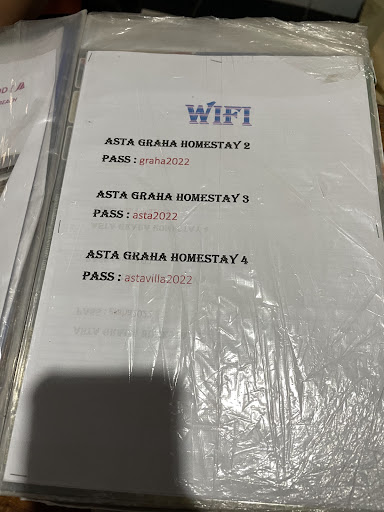 WIFI
ASTA GRAHA HOMESTAY 2
PASS : graha2022
ASTA GRAHA HOMESTAY 3
PASS : asta2022
ASTA GRAHA HOMESTAY 4
PASS : astavilla2022